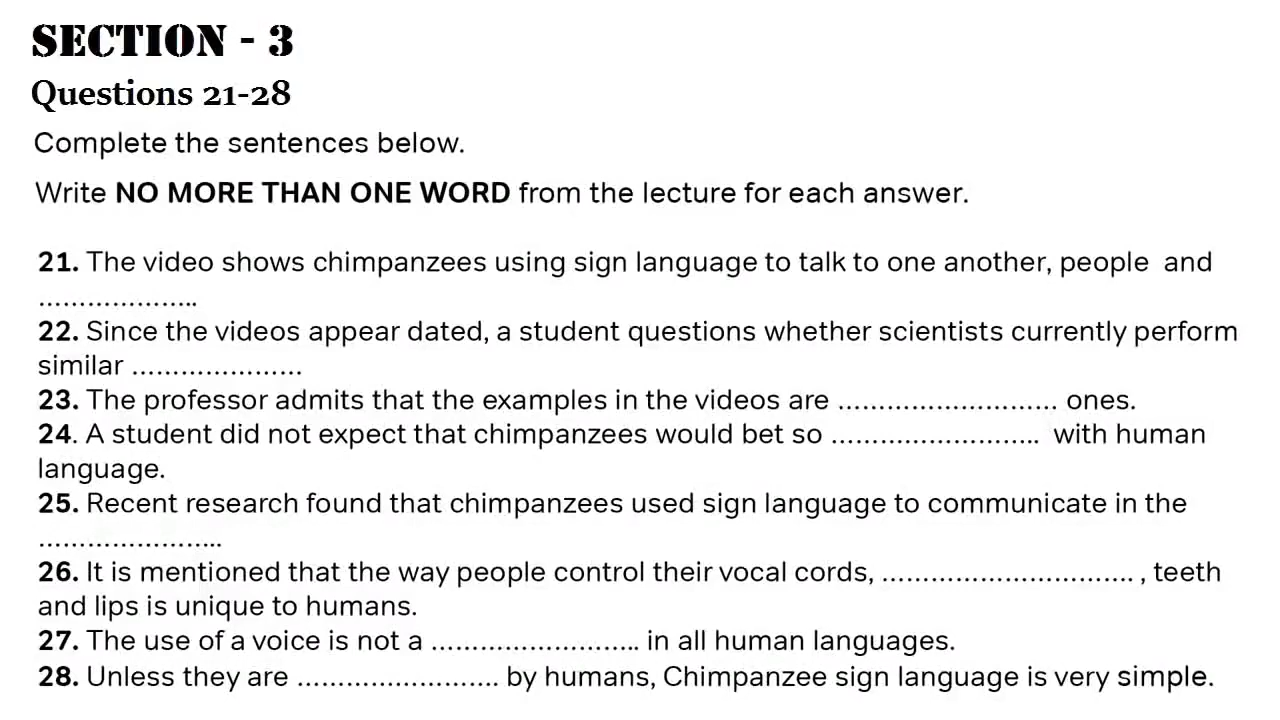 SECTION - 3
Questions 21-28
Complete the sentences below.
Write NO MORE THAN ONE WORD from the lecture for each answer.
21. The video shows chimpanzees using sign language to talk to one another, people and
………………..
22. Since the videos appear dated, a student questions whether scientists currently perform
similar …………………
23. The professor admits that the examples in the videos are ……………………… ones.
24. A student did not expect that chimpanzees would bet so …………………….. with human
language.
25. Recent research found that chimpanzees used sign language to communicate in the
…………………..
26. It is mentioned that the way people control their vocal cords, …………………………. , teeth
and lips is unique to humans.
27. The use of a voice is not a …………………….. in all human languages.
28. Unless they are ……………………. by humans, Chimpanzee sign language is very simple.